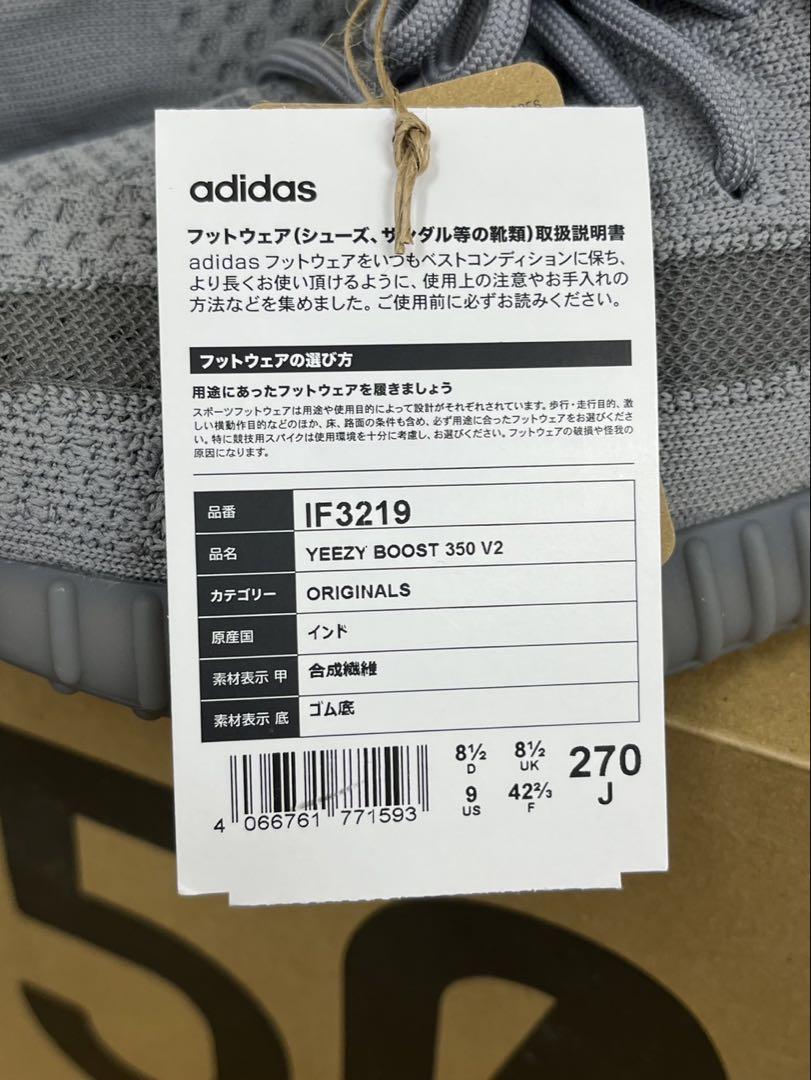 adidas
フットウェア(シューズ、サンダル等の靴類)取扱説明書
adidas フットウェアをいつもベストコンディションに保ち、
より長くお使い頂けるように、使用上の注意やお手入れの
方法などを集めました。ご使用前に必ずお読みください。
フットウェアの選び方
用途にあったフットウェアを履きましょう
スポーツフットウェアは用途や使用目的によって設計がそれぞれされています。歩行・走行目的、激
しい横動作目的などのほか、床、路面の条件も含め、必ず用途に合ったフットウェアをお選びくださ
い。特に競技用スパイクは使用環境を十分に考慮し、お選びください。フットウェアの破損や怪我の
原因になります。
品番 IF3219
品名 YEEZY BOOST 350 V2
カテゴリー ORIGINALS
原産国 インド
素材表示 甲 合成繊維
素材表示 底 ゴム底
8½ D 8½ UK 270 J
9 US 42⅔ F
4 066761 771593